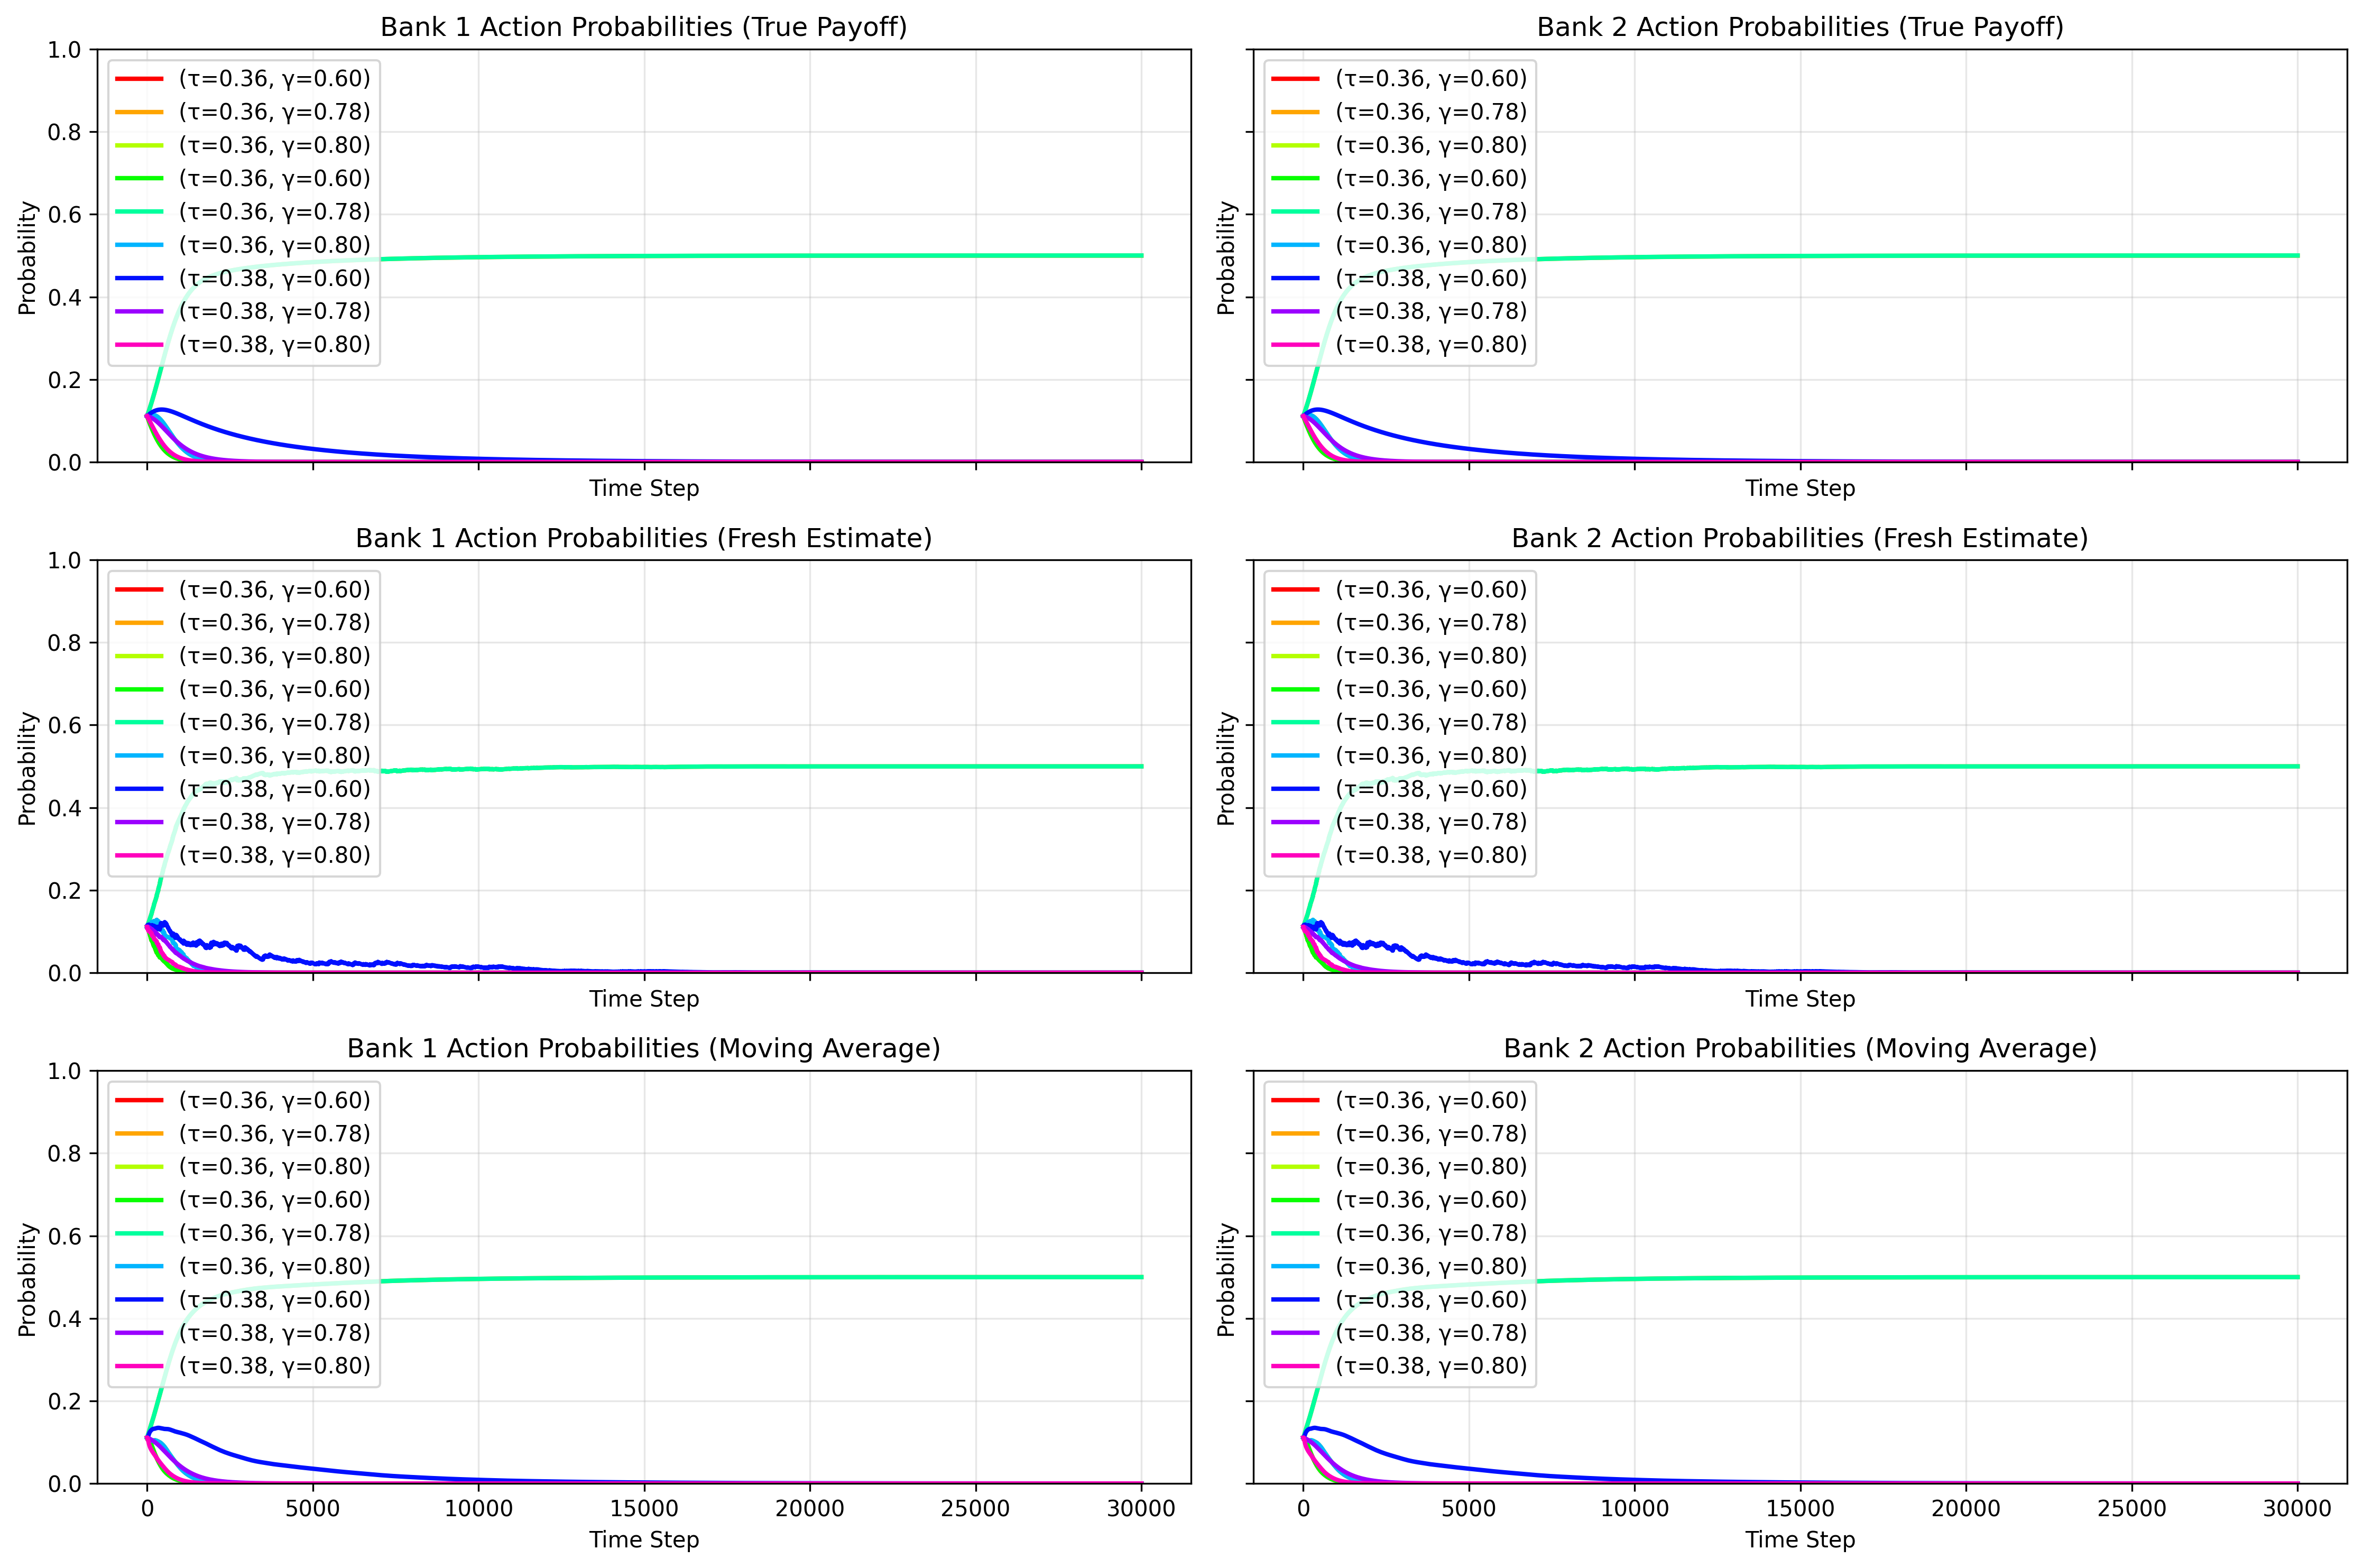 Bank 1 Action Probabilities (True Payoff)
Probability
1.0
0.8
0.6
0.4
0.2
0.0
(τ=0.36, γ=0.60)
(τ=0.36, γ=0.78)
(τ=0.36, γ=0.80)
(τ=0.36, γ=0.60)
(τ=0.36, γ=0.78)
(τ=0.36, γ=0.80)
(τ=0.38, γ=0.60)
(τ=0.38, γ=0.78)
(τ=0.38, γ=0.80)
Time Step
Bank 2 Action Probabilities (True Payoff)
Probability
(τ=0.36, γ=0.60)
(τ=0.36, γ=0.78)
(τ=0.36, γ=0.80)
(τ=0.36, γ=0.60)
(τ=0.36, γ=0.78)
(τ=0.36, γ=0.80)
(τ=0.38, γ=0.60)
(τ=0.38, γ=0.78)
(τ=0.38, γ=0.80)
Time Step
Bank 1 Action Probabilities (Fresh Estimate)
Probability
1.0
0.8
0.6
0.4
0.2
0.0
(τ=0.36, γ=0.60)
(τ=0.36, γ=0.78)
(τ=0.36, γ=0.80)
(τ=0.36, γ=0.60)
(τ=0.36, γ=0.78)
(τ=0.36, γ=0.80)
(τ=0.38, γ=0.60)
(τ=0.38, γ=0.78)
(τ=0.38, γ=0.80)
Time Step
Bank 2 Action Probabilities (Fresh Estimate)
Probability
(τ=0.36, γ=0.60)
(τ=0.36, γ=0.78)
(τ=0.36, γ=0.80)
(τ=0.36, γ=0.60)
(τ=0.36, γ=0.78)
(τ=0.36, γ=0.80)
(τ=0.38, γ=0.60)
(τ=0.38, γ=0.78)
(τ=0.38, γ=0.80)
Time Step
Bank 1 Action Probabilities (Moving Average)
Probability
1.0
0.8
0.6
0.4
0.2
0.0
(τ=0.36, γ=0.60)
(τ=0.36, γ=0.78)
(τ=0.36, γ=0.80)
(τ=0.36, γ=0.60)
(τ=0.36, γ=0.78)
(τ=0.36, γ=0.80)
(τ=0.38, γ=0.60)
(τ=0.38, γ=0.78)
(τ=0.38, γ=0.80)
0 5000 10000 15000 20000 25000 30000
Time Step
Bank 2 Action Probabilities (Moving Average)
Probability
(τ=0.36, γ=0.60)
(τ=0.36, γ=0.78)
(τ=0.36, γ=0.80)
(τ=0.36, γ=0.60)
(τ=0.36, γ=0.78)
(τ=0.36, γ=0.80)
(τ=0.38, γ=0.60)
(τ=0.38, γ=0.78)
(τ=0.38, γ=0.80)
0 5000 10000 15000 20000 25000 30000
Time Step